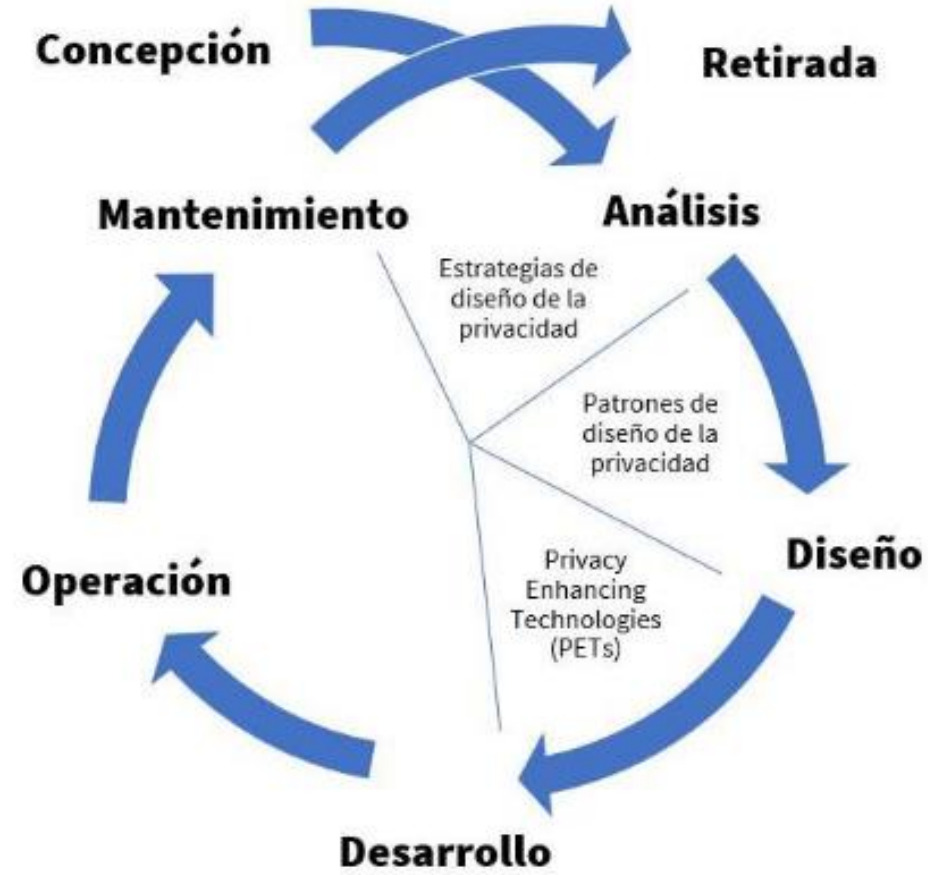 Concepción
Retirada
Mantenimiento
Análisis
Estrategias de
diseño de la
privacidad
Patrones de
diseño de la
privacidad
Diseño
Privacy
Enhancing
Technologies
(PETs)
Operación
Desarrollo